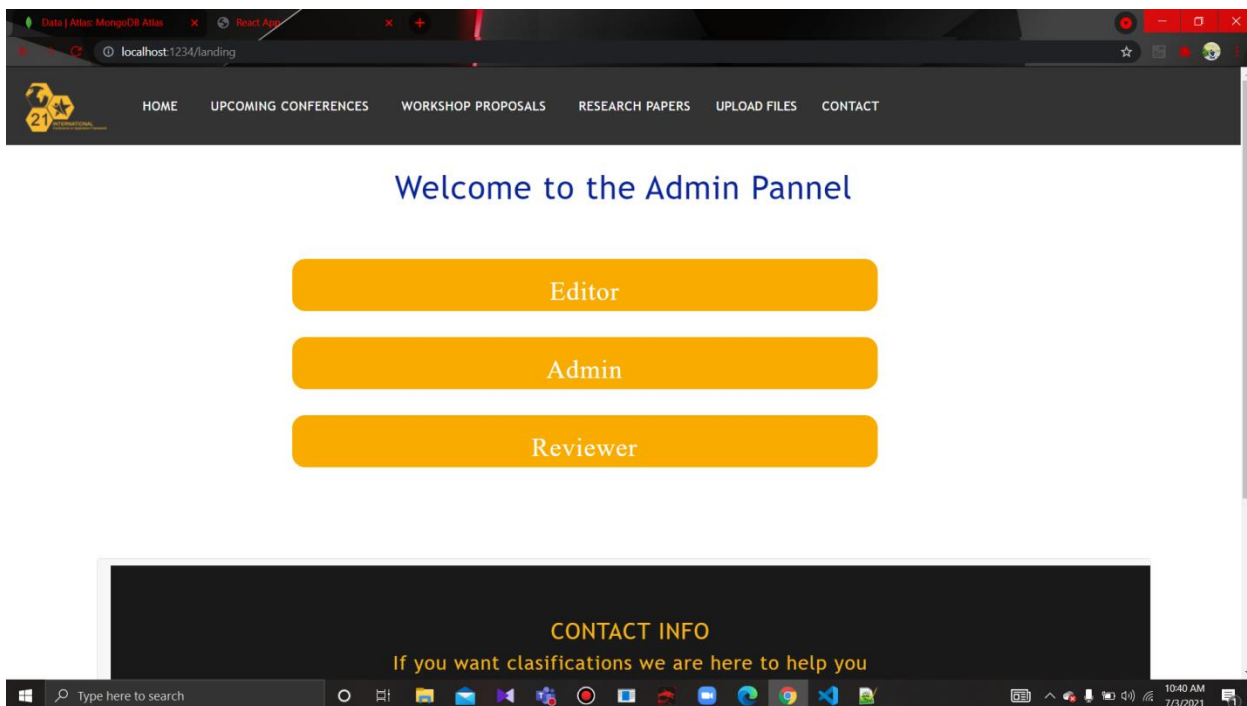 Data | Atlas: MongoDB Atlas
React App
localhost:1234/landing
21
INTERNATIONAL
HOME
UPCOMING CONFERENCES
WORKSHOP PROPOSALS
RESEARCH PAPERS
UPLOAD FILES
CONTACT
Welcome to the Admin Pannel
Editor
Admin
Reviewer
CONTACT INFO
If you want clasifications we are here to help you
Type here to search
10:40 AM
7/3/2021